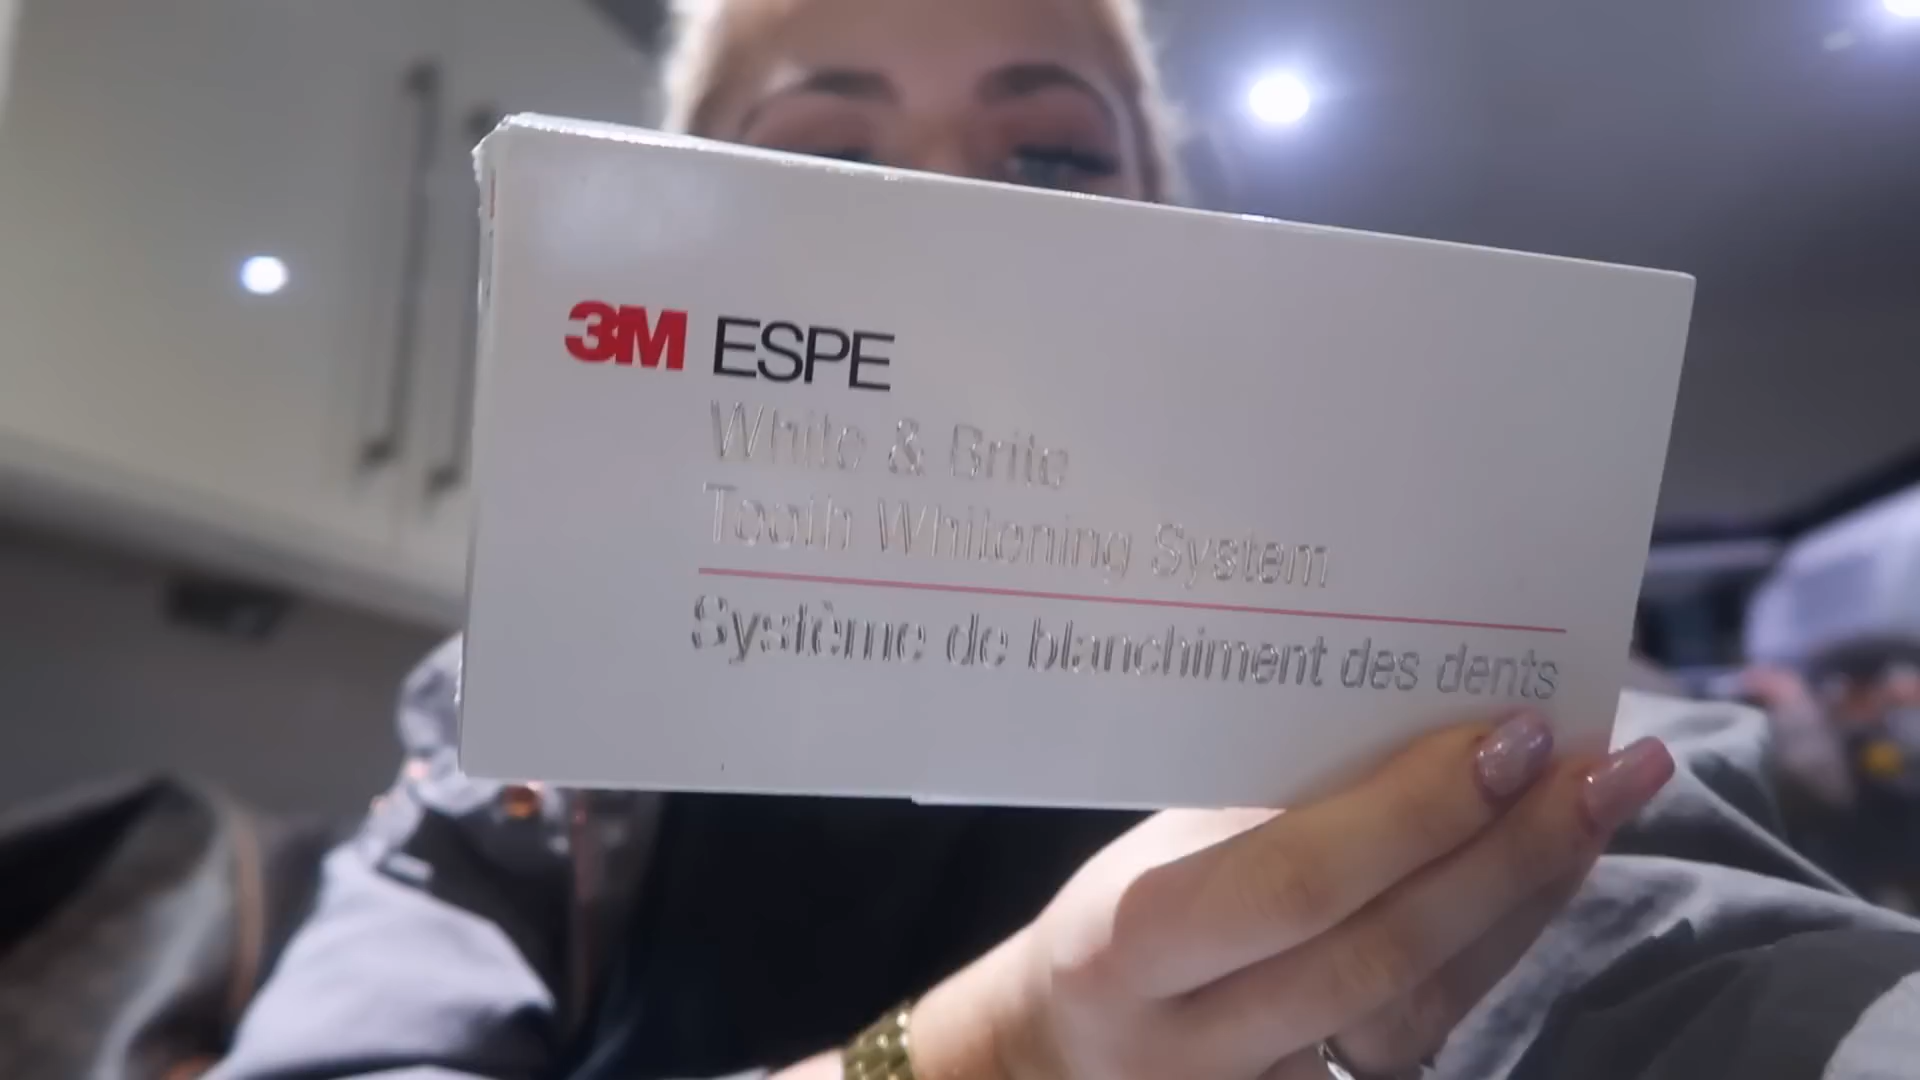 3M ESPE
White & Brite
Tooth Whitening System
Système de blanchiment des dents